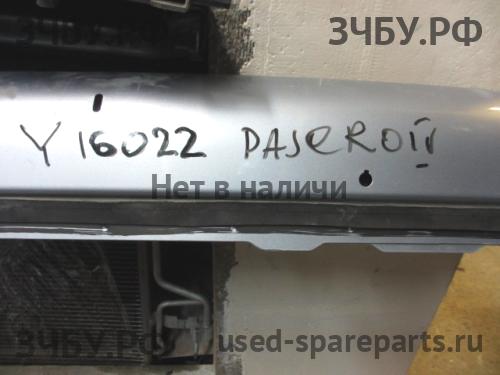 ЗЧБУ.РФ
Y 16022 PAJERO IV
Нет в наличи
ЗЧБУ.РФ used-spareparts.ru